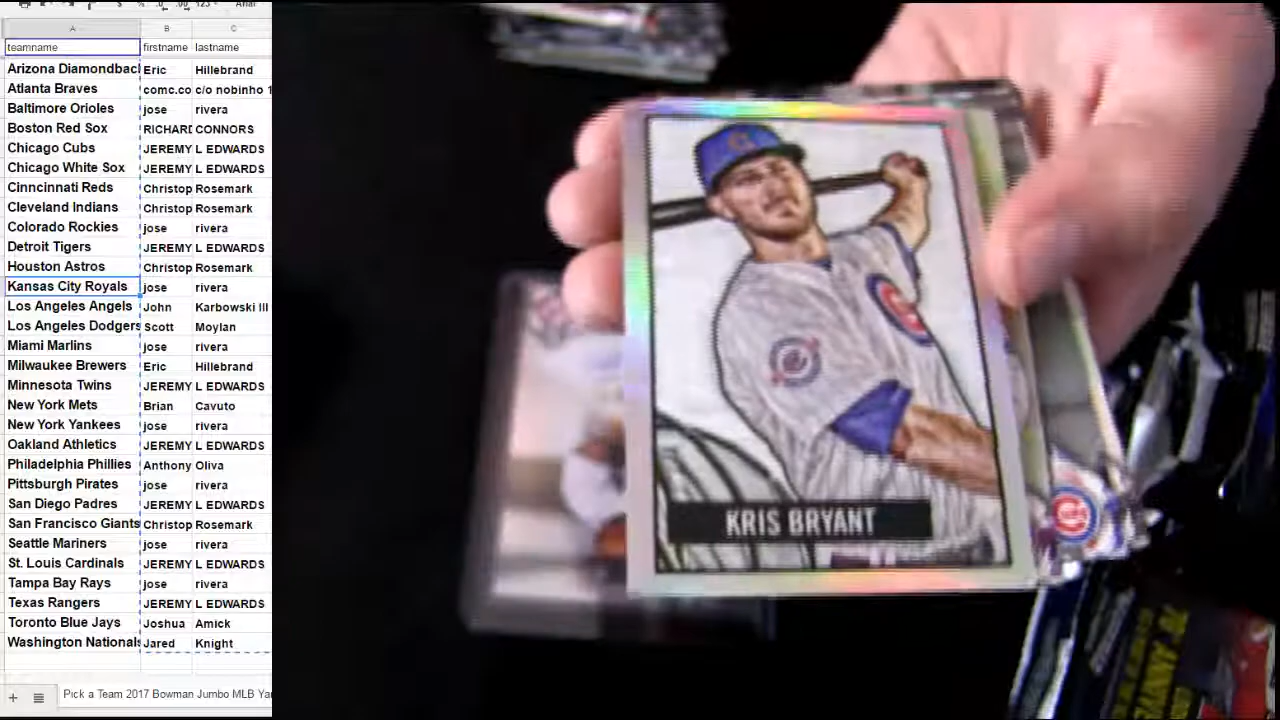 A B C
teamname firstname lastname
Arizona Diamondbac Eric Hillebrand
Atlanta Braves comc.co c/o nobinho 1
Baltimore Orioles jose rivera
Boston Red Sox RICHARD CONNORS
Chicago Cubs JEREMY L EDWARDS
Chicago White Sox JEREMY L EDWARDS
Cinncinnati Reds Christop Rosemark
Cleveland Indians Christop Rosemark
Colorado Rockies jose rivera
Detroit Tigers JEREMY L EDWARDS
Houston Astros Christop Rosemark
Kansas City Royals jose rivera
Los Angeles Angels John Karbowski III
Los Angeles Dodgers Scott Moylan
Miami Marlins jose rivera
Milwaukee Brewers Eric Hillebrand
Minnesota Twins JEREMY L EDWARDS
New York Mets Brian Cavuto
New York Yankees jose rivera
Oakland Athletics JEREMY L EDWARDS
Philadelphia Phillies Anthony Oliva
Pittsburgh Pirates jose rivera
San Diego Padres JEREMY L EDWARDS
San Francisco Giants Christop Rosemark
Seattle Mariners jose rivera
St. Louis Cardinals JEREMY L EDWARDS
Tampa Bay Rays jose rivera
Texas Rangers JEREMY L EDWARDS
Toronto Blue Jays Joshua Amick
Washington Nationals Jared Knight
Pick a Team 2017 Bowman Jumbo MLB Ya
KRIS BRYANT